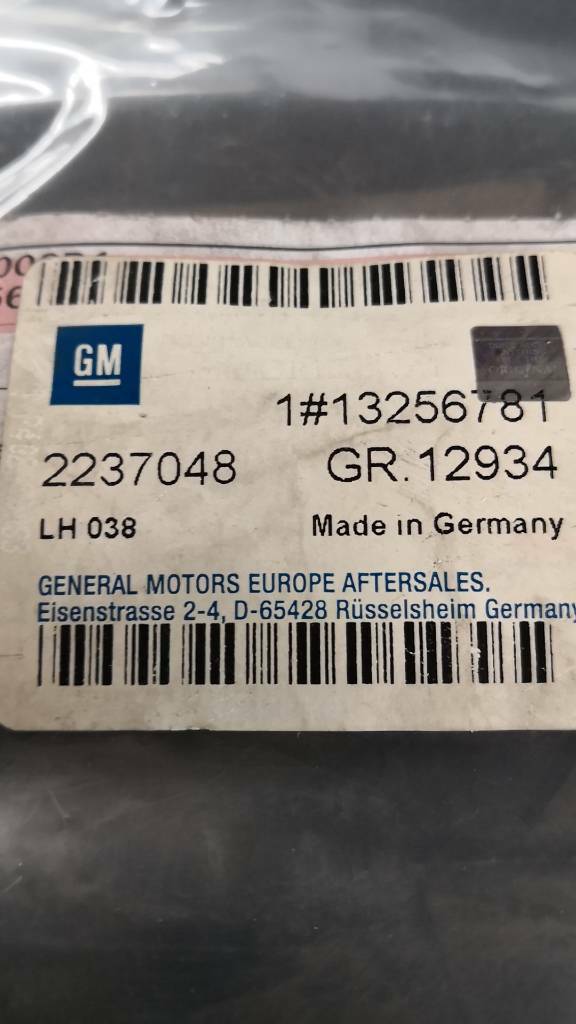 GM
1#13256781
2237048 GR.12934
LH 038 Made in Germany
GENERAL MOTORS EUROPE AFTERSALES.
Eisenstrasse 2-4, D-65428 Rüsselsheim Germany